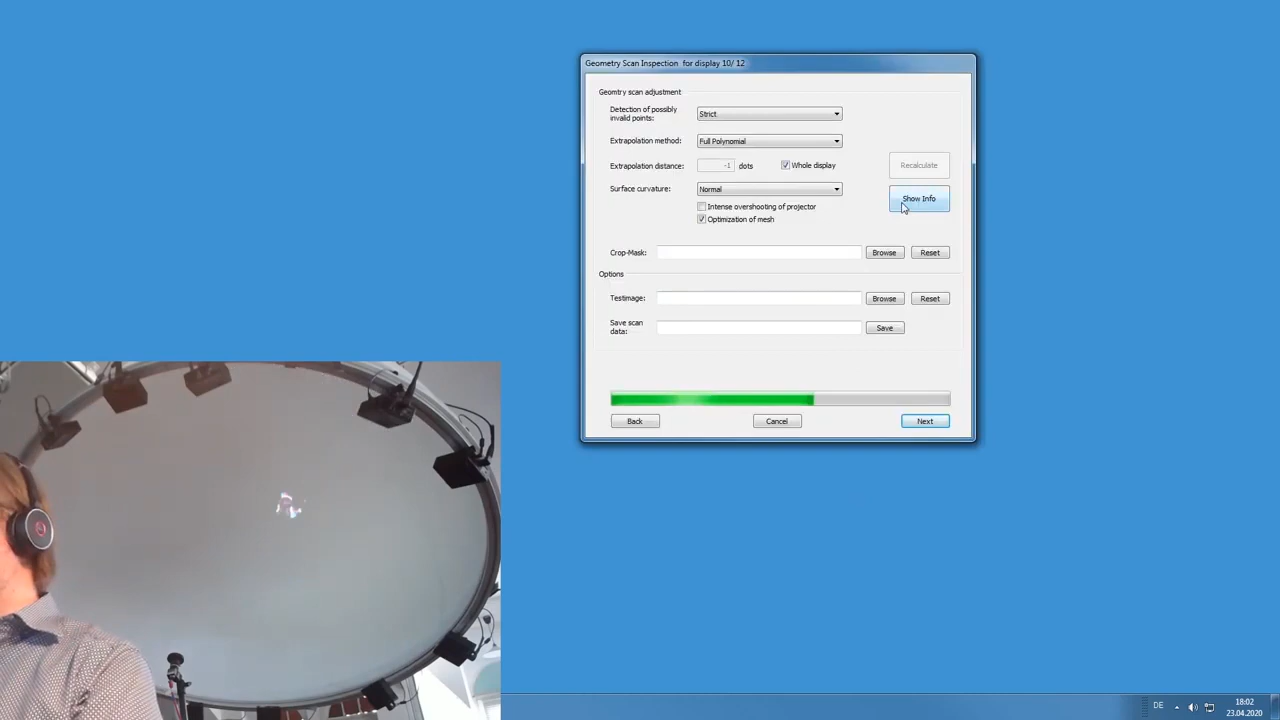 Geometry Scan Inspection for display 10/ 12
Geomtry scan adjustment
Detection of possibly
invalid points:
Strict
Extrapolation method:
Full Polynomial
Extrapolation distance:
-1
dots
Whole display
Recalculate
Surface curvature:
Normal
Show Info
Intense overshooting of projector
Optimization of mesh
Crop-Mask:
Browse
Reset
Options
Testimage:
Browse
Reset
Save scan
data:
Save
Back
Cancel
Next
DE
18:02
23.04.2020